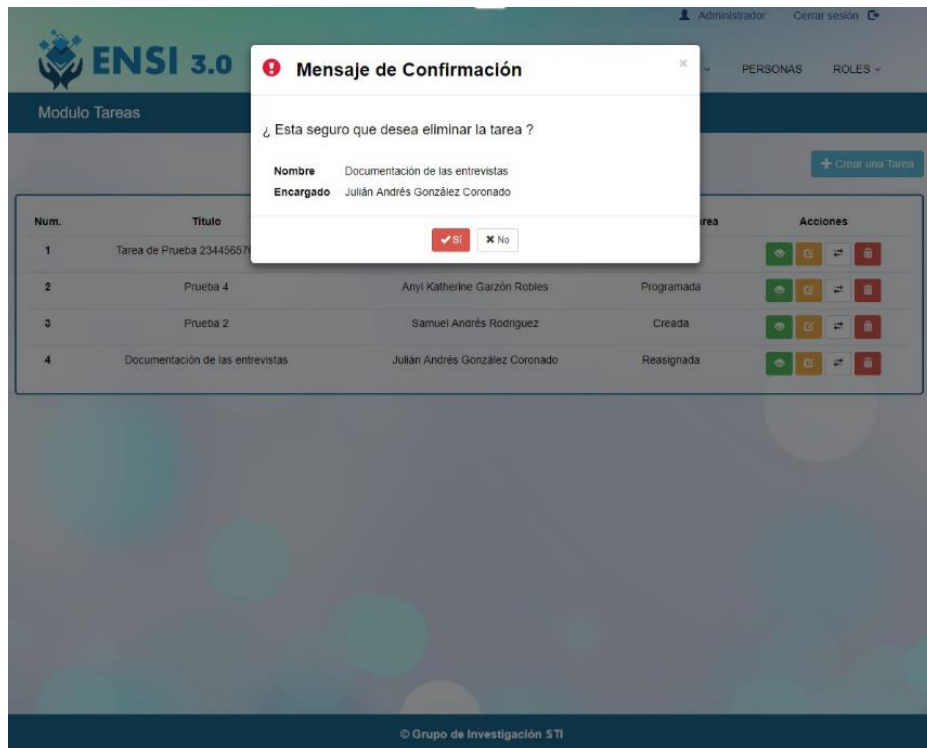 Administrador Cerrar sesión
ENSI 3.0
Mensaje de Confirmación ×
PERSONAS ROLES
Modulo Tareas
¿ Esta seguro que desea eliminar la tarea ?
Crear una Tarea
Nombre Documentación de las entrevistas
Encargado Julián Andrés González Coronado
Num. Titulo Acciones
Sí No
1 Tarea de Prueba
2 Prueba 4 Anyi Katherine Garzón Robles Programada
3 Prueba 2 Samuel Andrés Rodriguez Creada
4 Documentación de las entrevistas Julián Andrés González Coronado Reasignada
© Grupo de Investigación STI